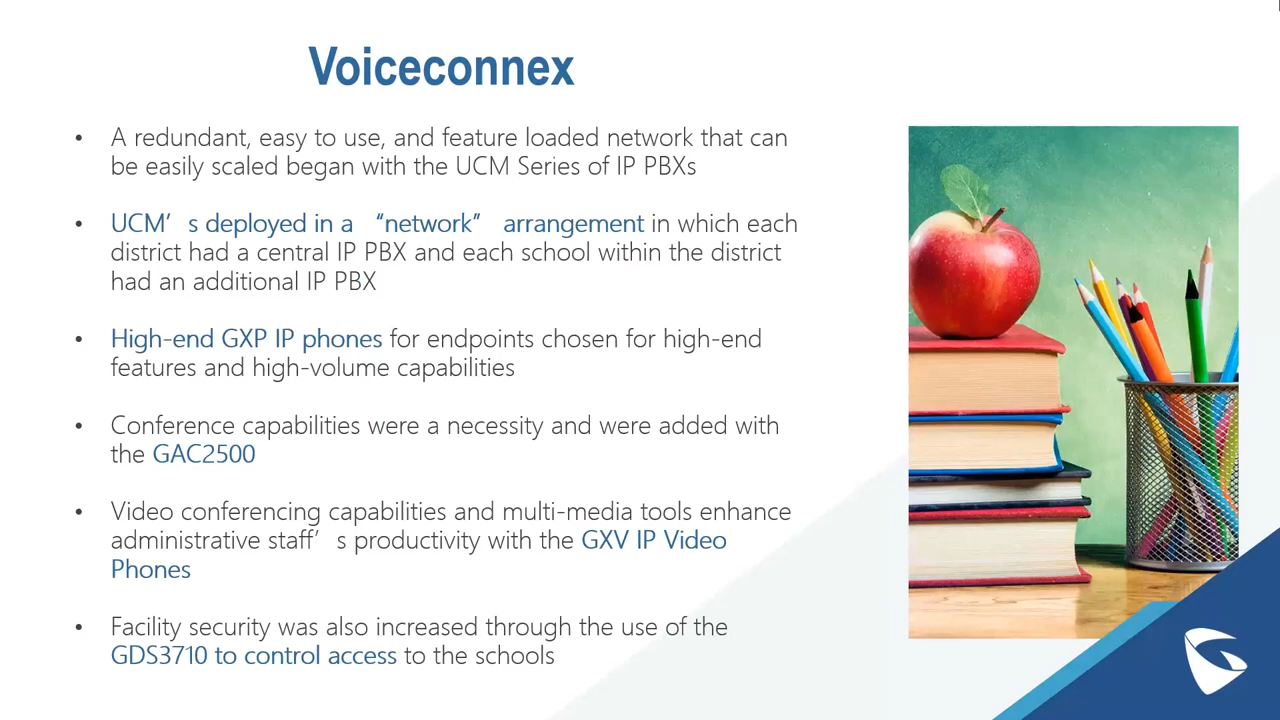 Voiceconnex
• A redundant, easy to use, and feature loaded network that can
be easily scaled began with the UCM Series of IP PBXs
• UCM’s deployed in a “network” arrangement in which each
district had a central IP PBX and each school within the district
had an additional IP PBX
• High-end GXP IP phones for endpoints chosen for high-end
features and high-volume capabilities
• Conference capabilities were a necessity and were added with
the GAC2500
• Video conferencing capabilities and multi-media tools enhance
administrative staff’s productivity with the GXV IP Video
Phones
• Facility security was also increased through the use of the
GDS3710 to control access to the schools